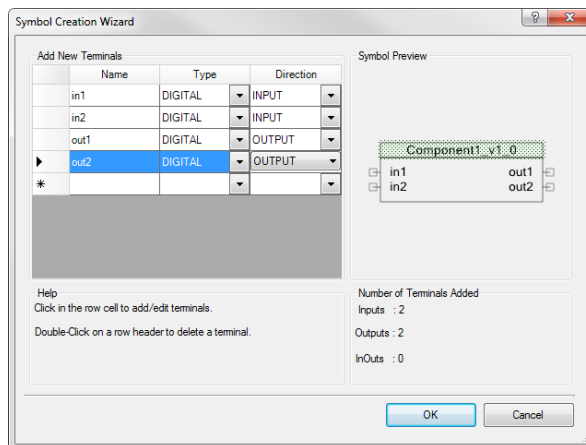 Symbol Creation Wizard
Add New Terminals
Name Type Direction
in1 DIGITAL INPUT
in2 DIGITAL INPUT
out1 DIGITAL OUTPUT
out2 DIGITAL OUTPUT
Symbol Preview
Component1_v1_0
in1 out1
in2 out2
Help
Click in the row cell to add/edit terminals.
Double-Click on a row header to delete a terminal.
Number of Terminals Added
Inputs : 2
Outputs : 2
InOuts : 0
OK Cancel